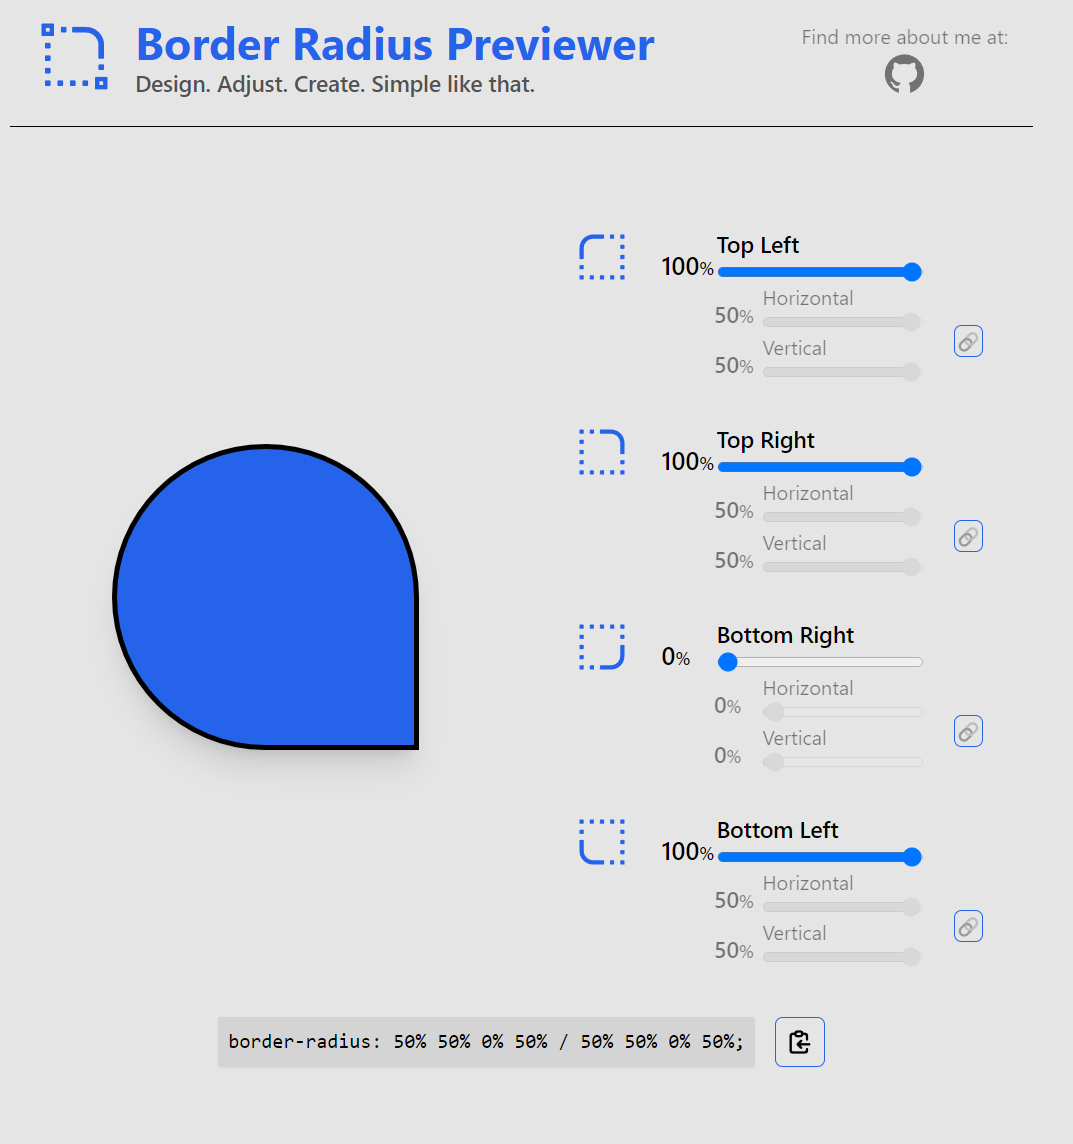 Border Radius Previewer
Design. Adjust. Create. Simple like that.
Find more about me at:
Top Left
100%
Horizontal
50%
Vertical
50%
Top Right
100%
Horizontal
50%
Vertical
50%
Bottom Right
0%
Horizontal
0%
Vertical
0%
Bottom Left
100%
Horizontal
50%
Vertical
50%
border-radius: 50% 50% 0% 50% / 50% 50% 0% 50%;